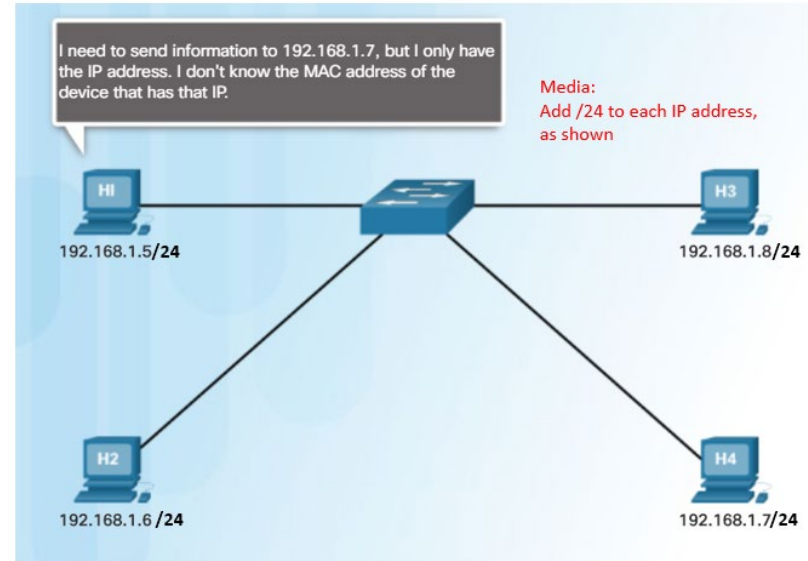 I need to send information to 192.168.1.7, but I only have
the IP address. I don't know the MAC address of the
device that has that IP.
Media:
Add /24 to each IP address,
as shown
H1
H3
192.168.1.5/24
192.168.1.8/24
H2
H4
192.168.1.6 /24
192.168.1.7/24